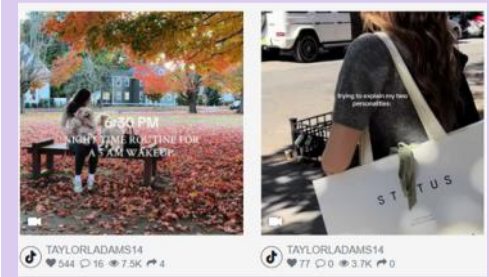 6:30 PM
NIGHT TIME ROUTINE FOR
A 5 AM WAKEUP
trying to explain my two
personalities:
STATUS
TAYLORLADAMS14
544 16 7.5K 4
TAYLORLADAMS14
77 0 3.7K 0